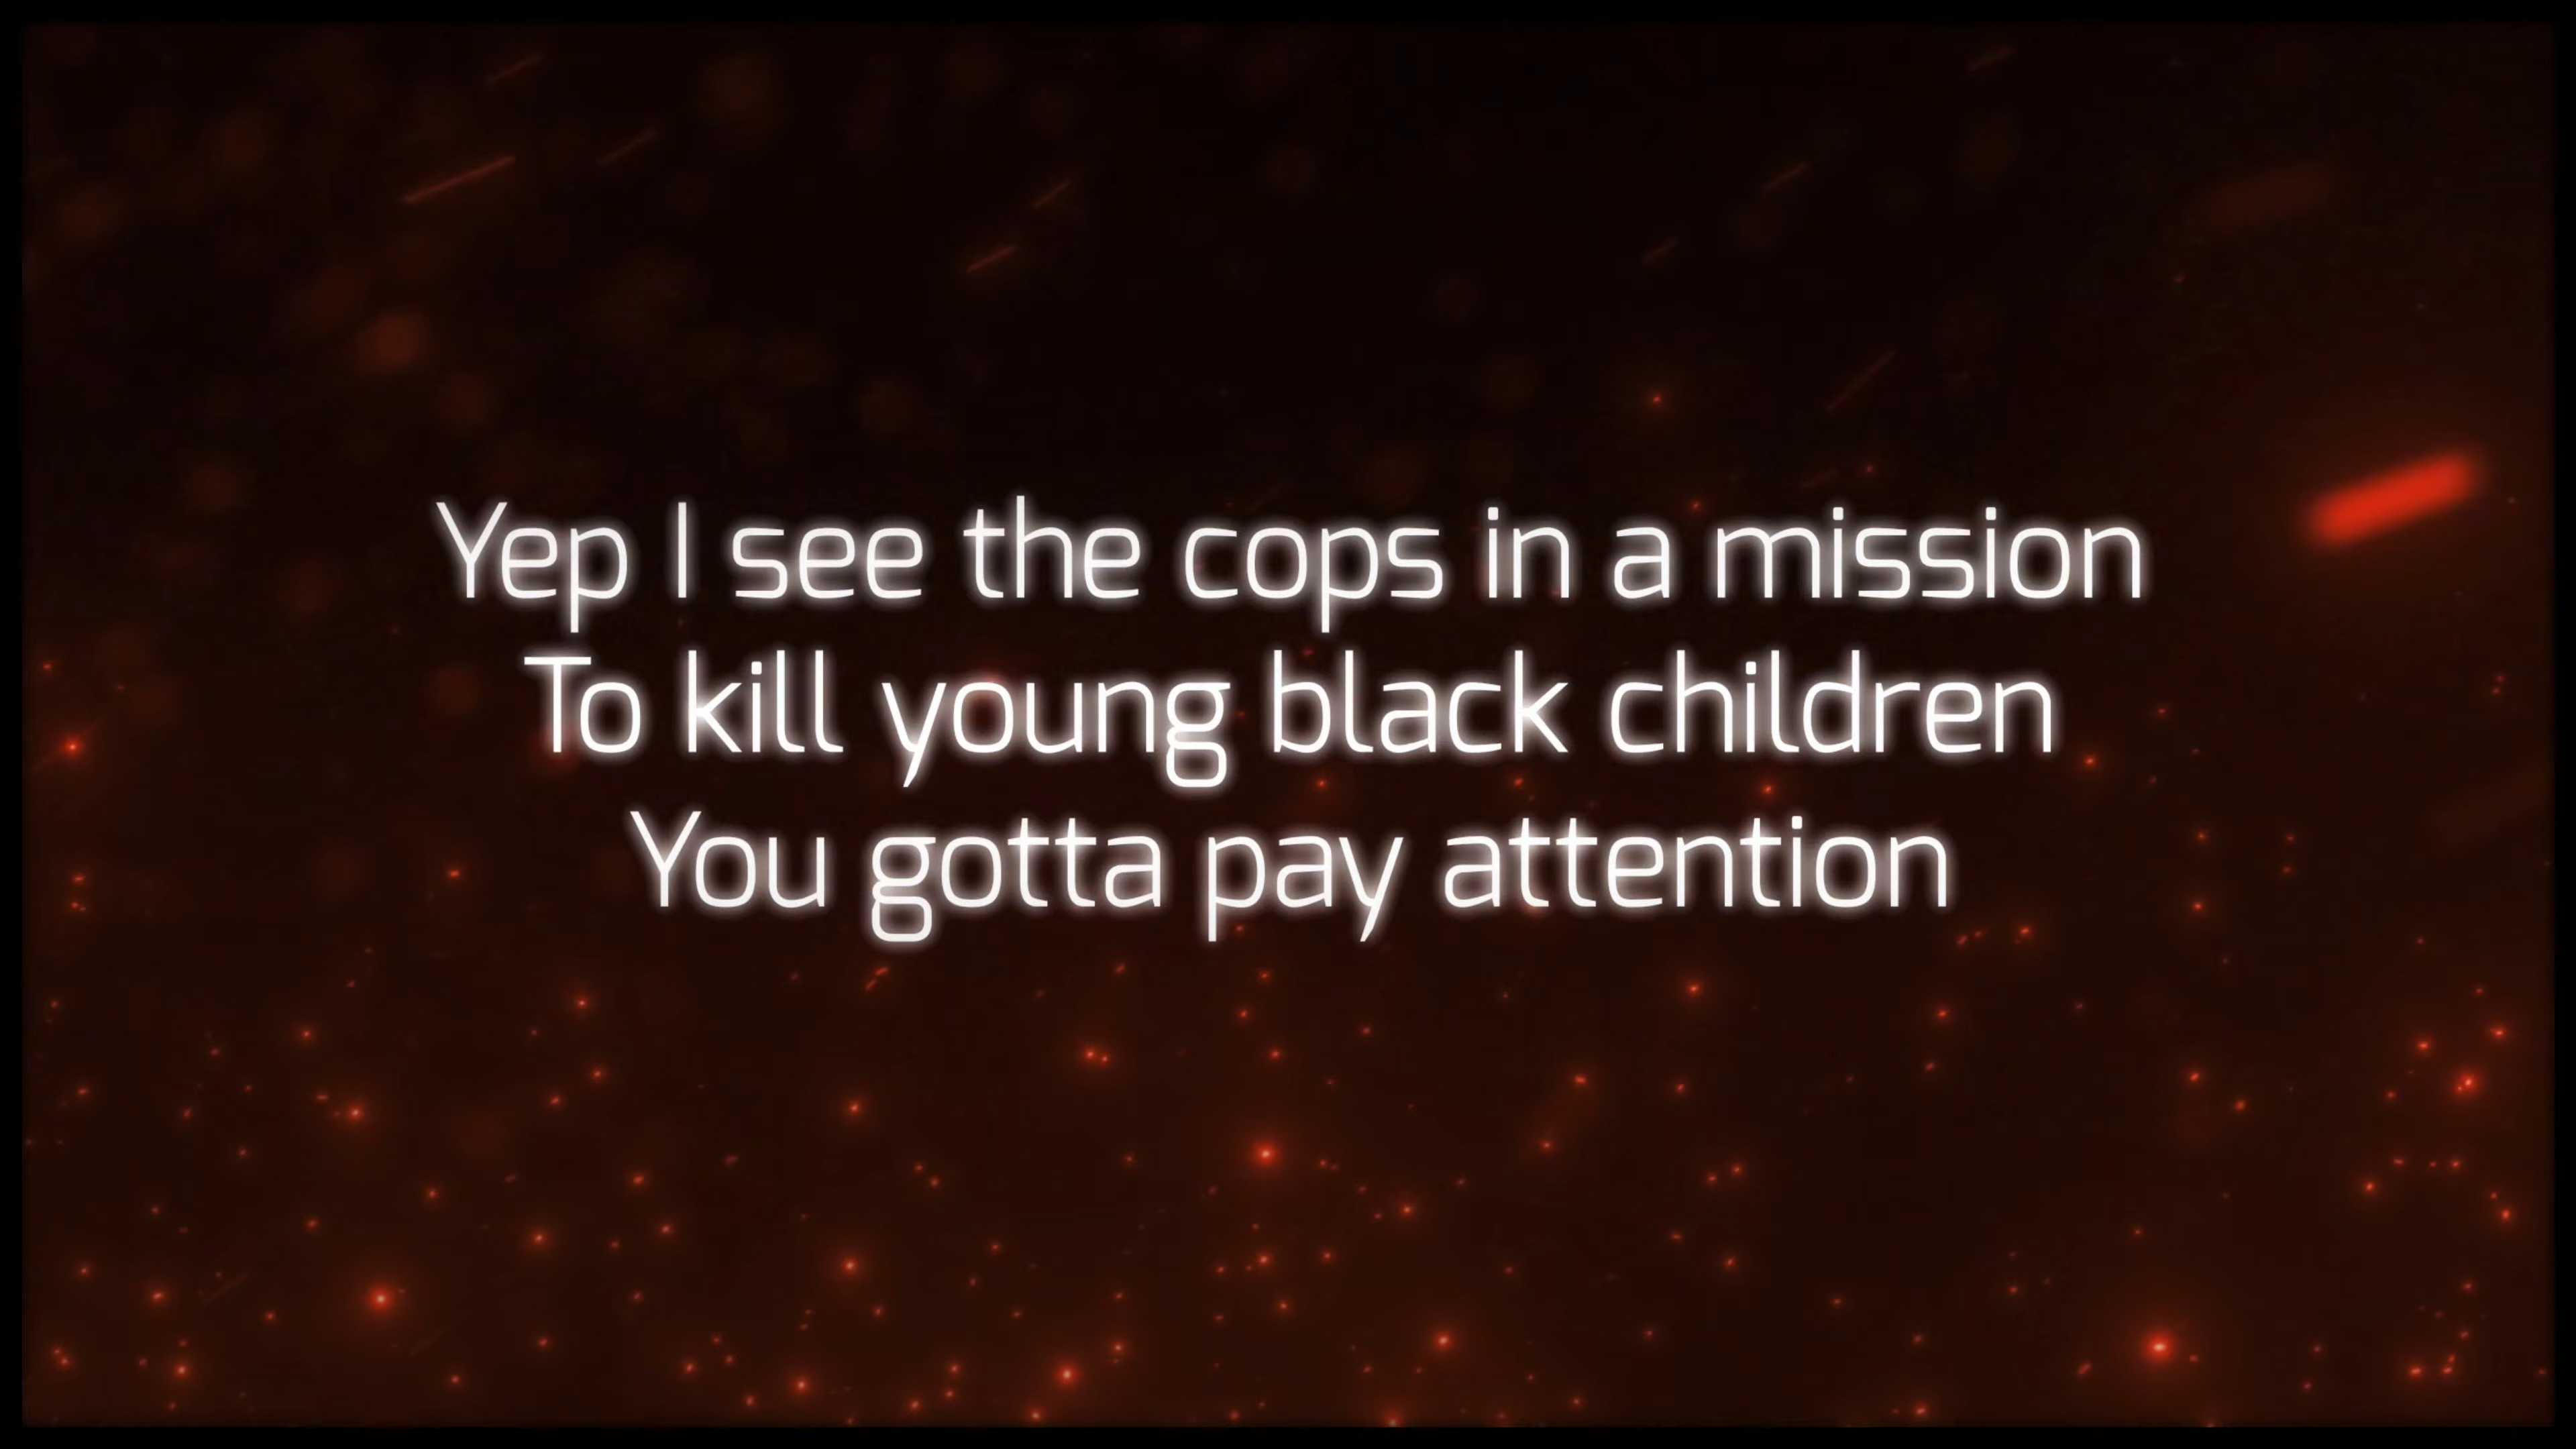 Yep I see the cops in a mission
To kill young black children
You gotta pay attention